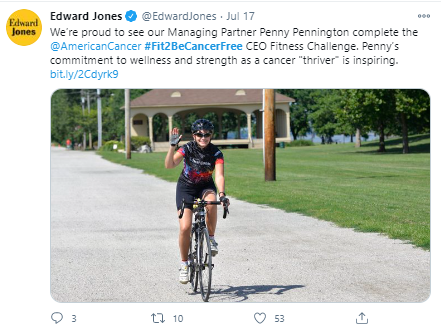 Edward Jones
Edward Jones @EdwardJones · Jul 17
We're proud to see our Managing Partner Penny Pennington complete the
@AmericanCancer #Fit2BeCancerFree CEO Fitness Challenge. Penny's
commitment to wellness and strength as a cancer "thriver" is inspiring.
bit.ly/2Cdyrk9
3 10 53